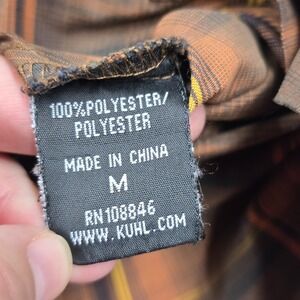 100%POLYESTER/
POLYESTER
MADE IN CHINA
M
RN108846
WWW.KUHL.COM